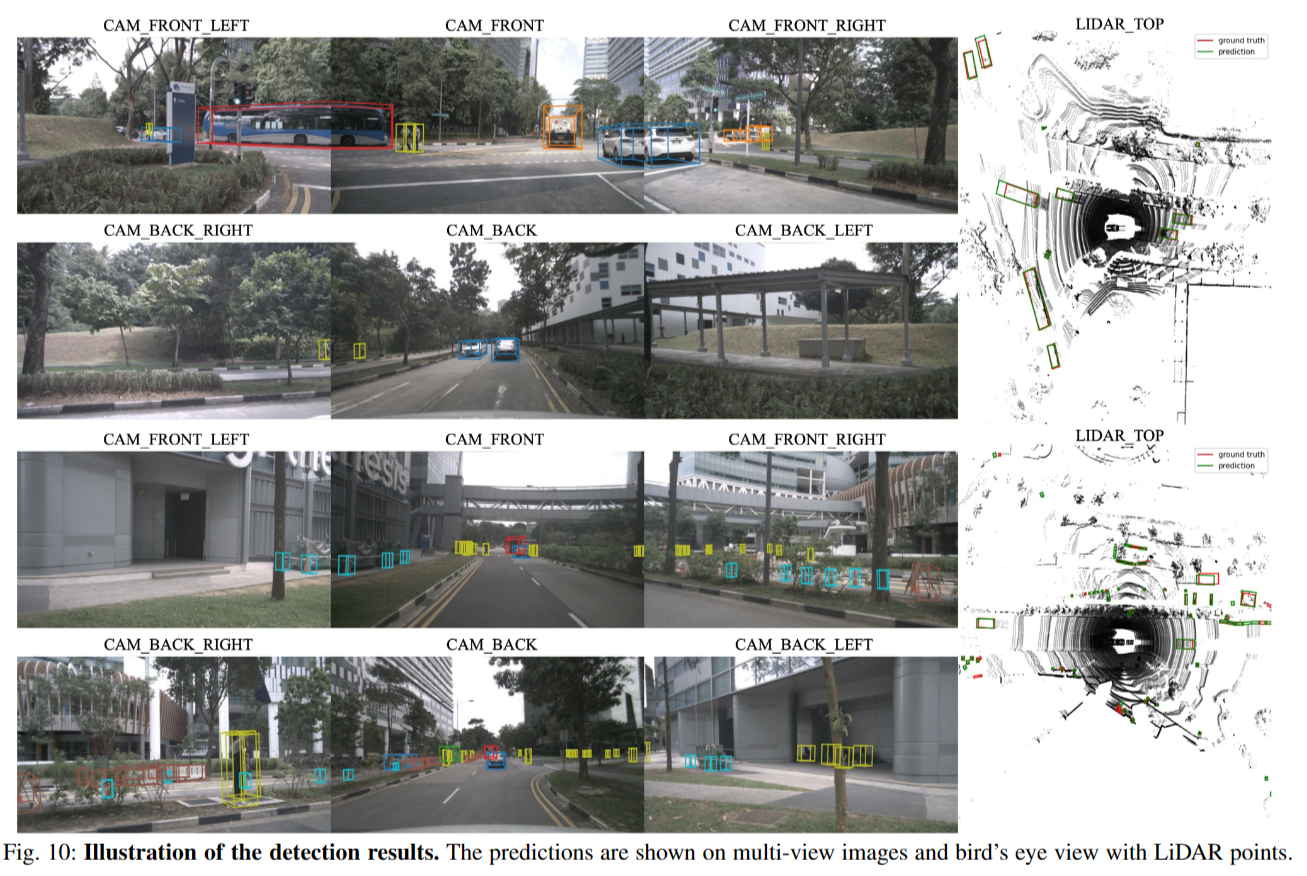 CAM_FRONT_LEFT CAM_FRONT CAM_FRONT_RIGHT LIDAR_TOP
ground truth
prediction
CAM_BACK_RIGHT CAM_BACK CAM_BACK_LEFT
CAM_FRONT_LEFT CAM_FRONT CAM_FRONT_RIGHT LIDAR_TOP
ground truth
prediction
CAM_BACK_RIGHT CAM_BACK CAM_BACK_LEFT
Fig. 10: Illustration of the detection results. The predictions are shown on multi-view images and bird's eye view with LiDAR points.